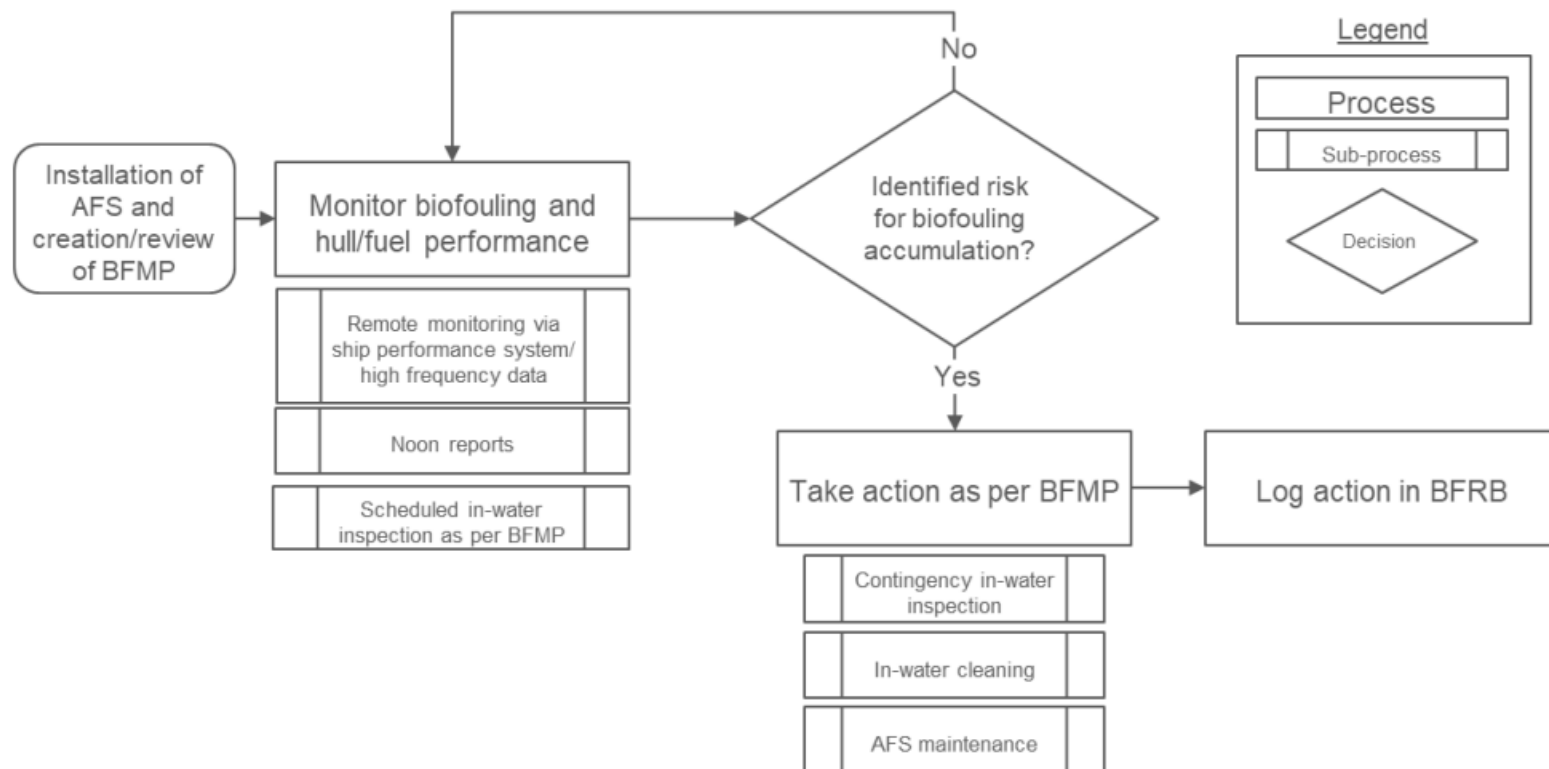 No
Legend
Process
Sub-process
Decision
Installation of
AFS and
creation/review
of BFMP
Monitor biofouling and
hull/fuel performance
Identified risk
for biofouling
accumulation?
Remote monitoring via
ship performance system/
high frequency data
Noon reports
Scheduled in-water
inspection as per BFMP
Yes
Take action as per BFMP
Log action in BFRB
Contingency in-water
inspection
In-water cleaning
AFS maintenance